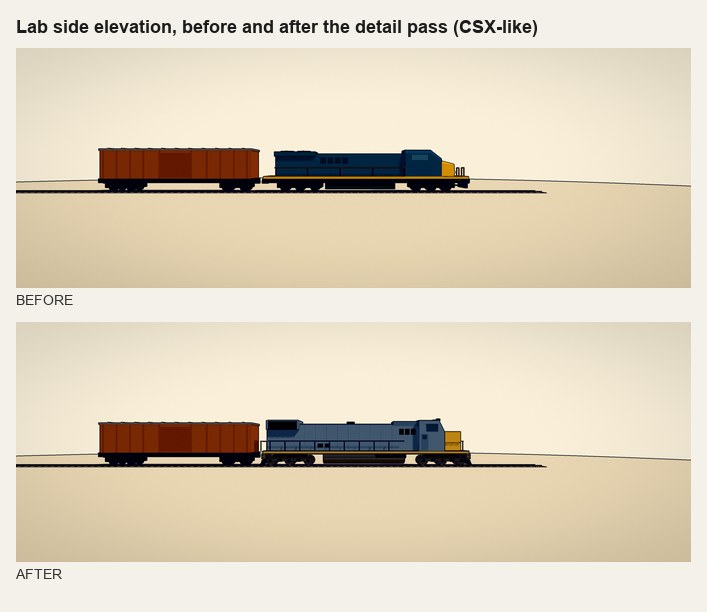 Lab side elevation, before and after the detail pass (CSX-like)
BEFORE
AFTER